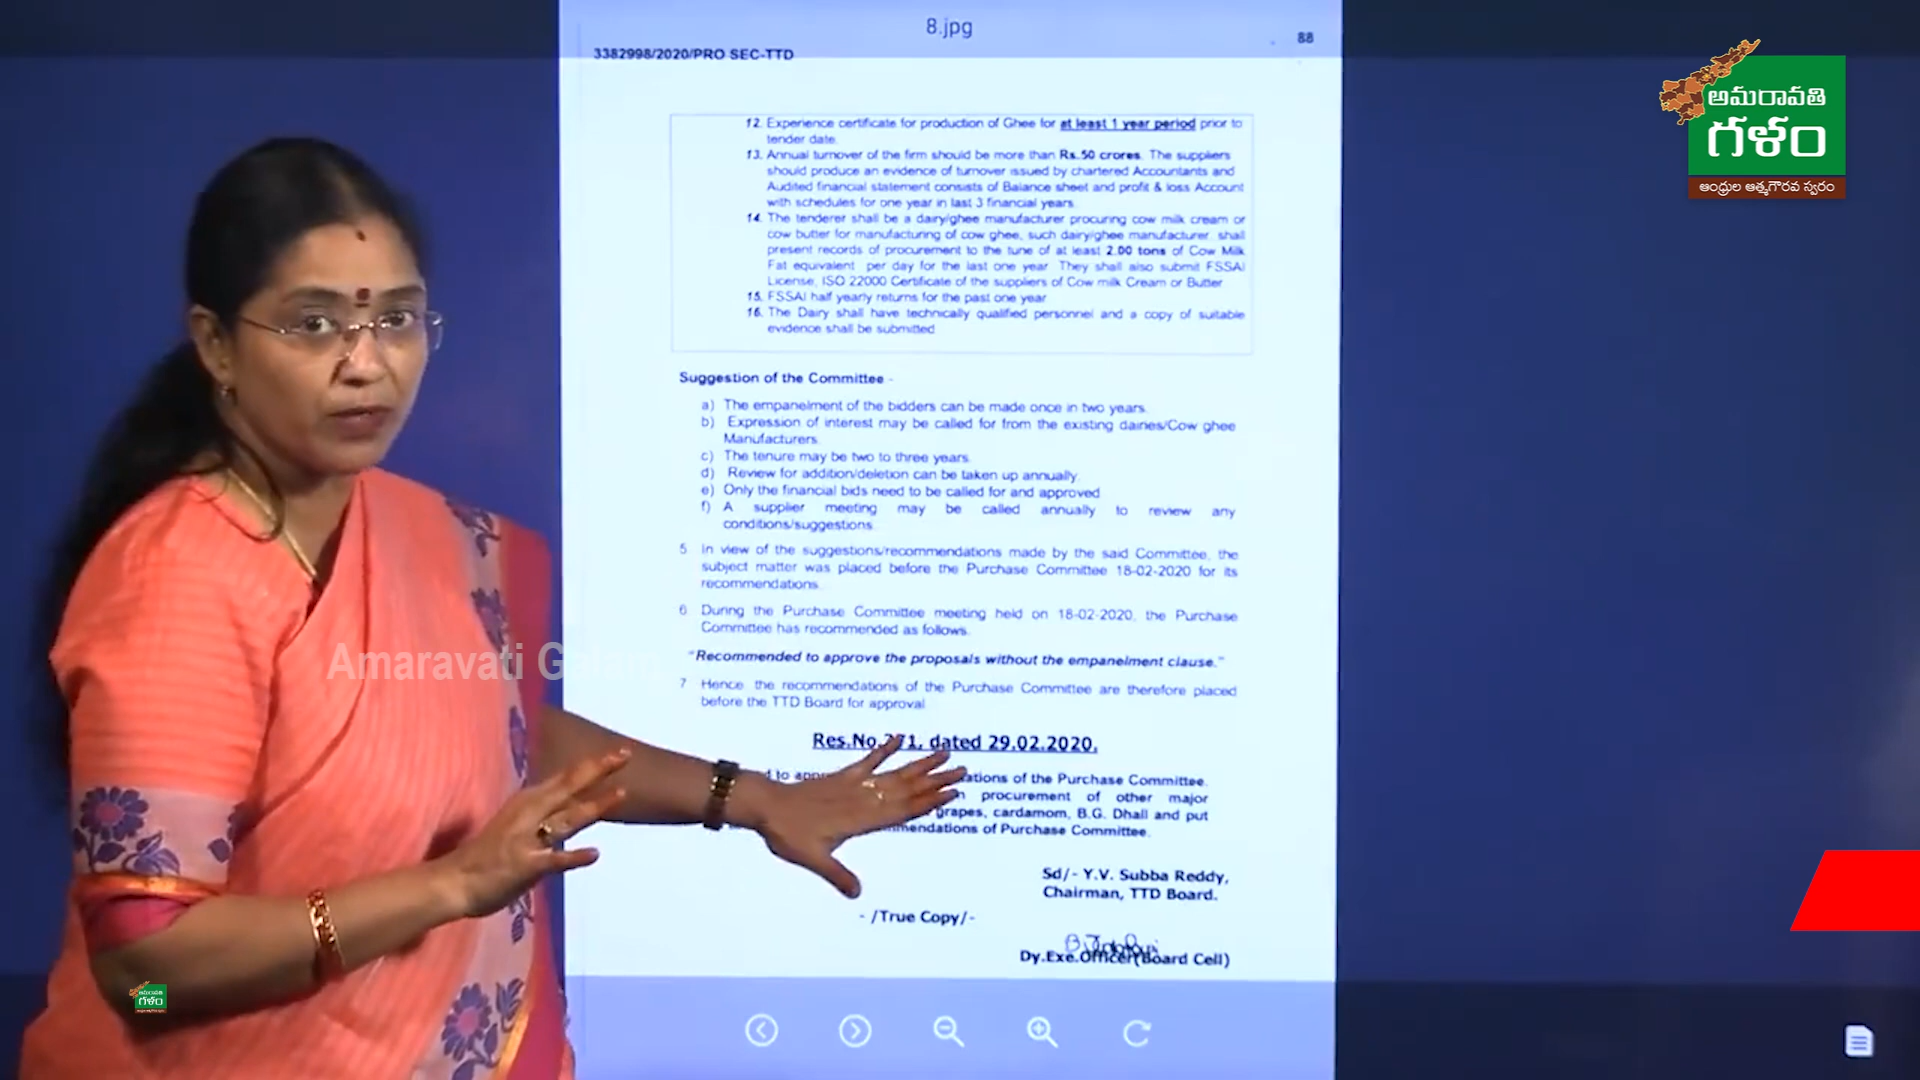 8.jpg
88
3382998/2020/PRO SEC-TTD
అమరావతి
గళం
ఆంధ్రుల ఆత్మగౌరవ స్వరం
12. Experience certificate for production of Ghee for at least 1 year period prior to
tender date.
13. Annual turnover of the firm should be more than Rs.50 crores. The suppliers
should produce an evidence of turnover issued by chartered Accountants and
Audited financial statement consists of Balance sheet and profit & loss Account
with schedules for one year in last 3 financial years.
14. The tenderer shall be a dairy/ghee manufacturer procuring cow milk cream or
cow butter for manufacturing of cow ghee, such dairy/ghee manufacturer, shall
present records of procurement to the tune of at least 2.00 tons of Cow Milk
Fat equivalent per day for the last one year. They shall also submit FSSAI
License, ISO 22000 Certificate of the suppliers of Cow milk Cream or Butter
15. FSSAI half yearly returns for the past one year
16. The Dairy shall have technically qualified personnel and a copy of suitable
evidence shall be submitted
Suggestion of the Committee -
a) The empanelment of the bidders can be made once in two years.
b) Expression of interest may be called for from the existing dairies/Cow ghee
Manufacturers.
c) The tenure may be two to three years.
d) Review for addition/deletion can be taken up annually.
e) Only the financial bids need to be called for and approved
f) A supplier meeting may be called annually to review any
conditions/suggestions.
5 In view of the suggestions/recommendations made by the said Committee, the
subject matter was placed before the Purchase Committee 18-02-2020 for its
recommendations.
6 During the Purchase Committee meeting held on 18-02-2020, the Purchase
Committee has recommended as follows.
"Recommended to approve the proposals without the empanelment clause."
7 Hence the recommendations of the Purchase Committee are therefore placed
before the TTD Board for approval
Res.No. 71, dated 29.02.2020.
to of the Purchase Committee.
procurement of other major
grapes, cardamom, B.G. Dhall and put
of Purchase Committee.
Sd/- Y.V. Subba Reddy,
Chairman, TTD Board.
- /True Copy/-
Dy.Exe.Officer(Board Cell)
Amaravati Galam
అమరావతి
గళం